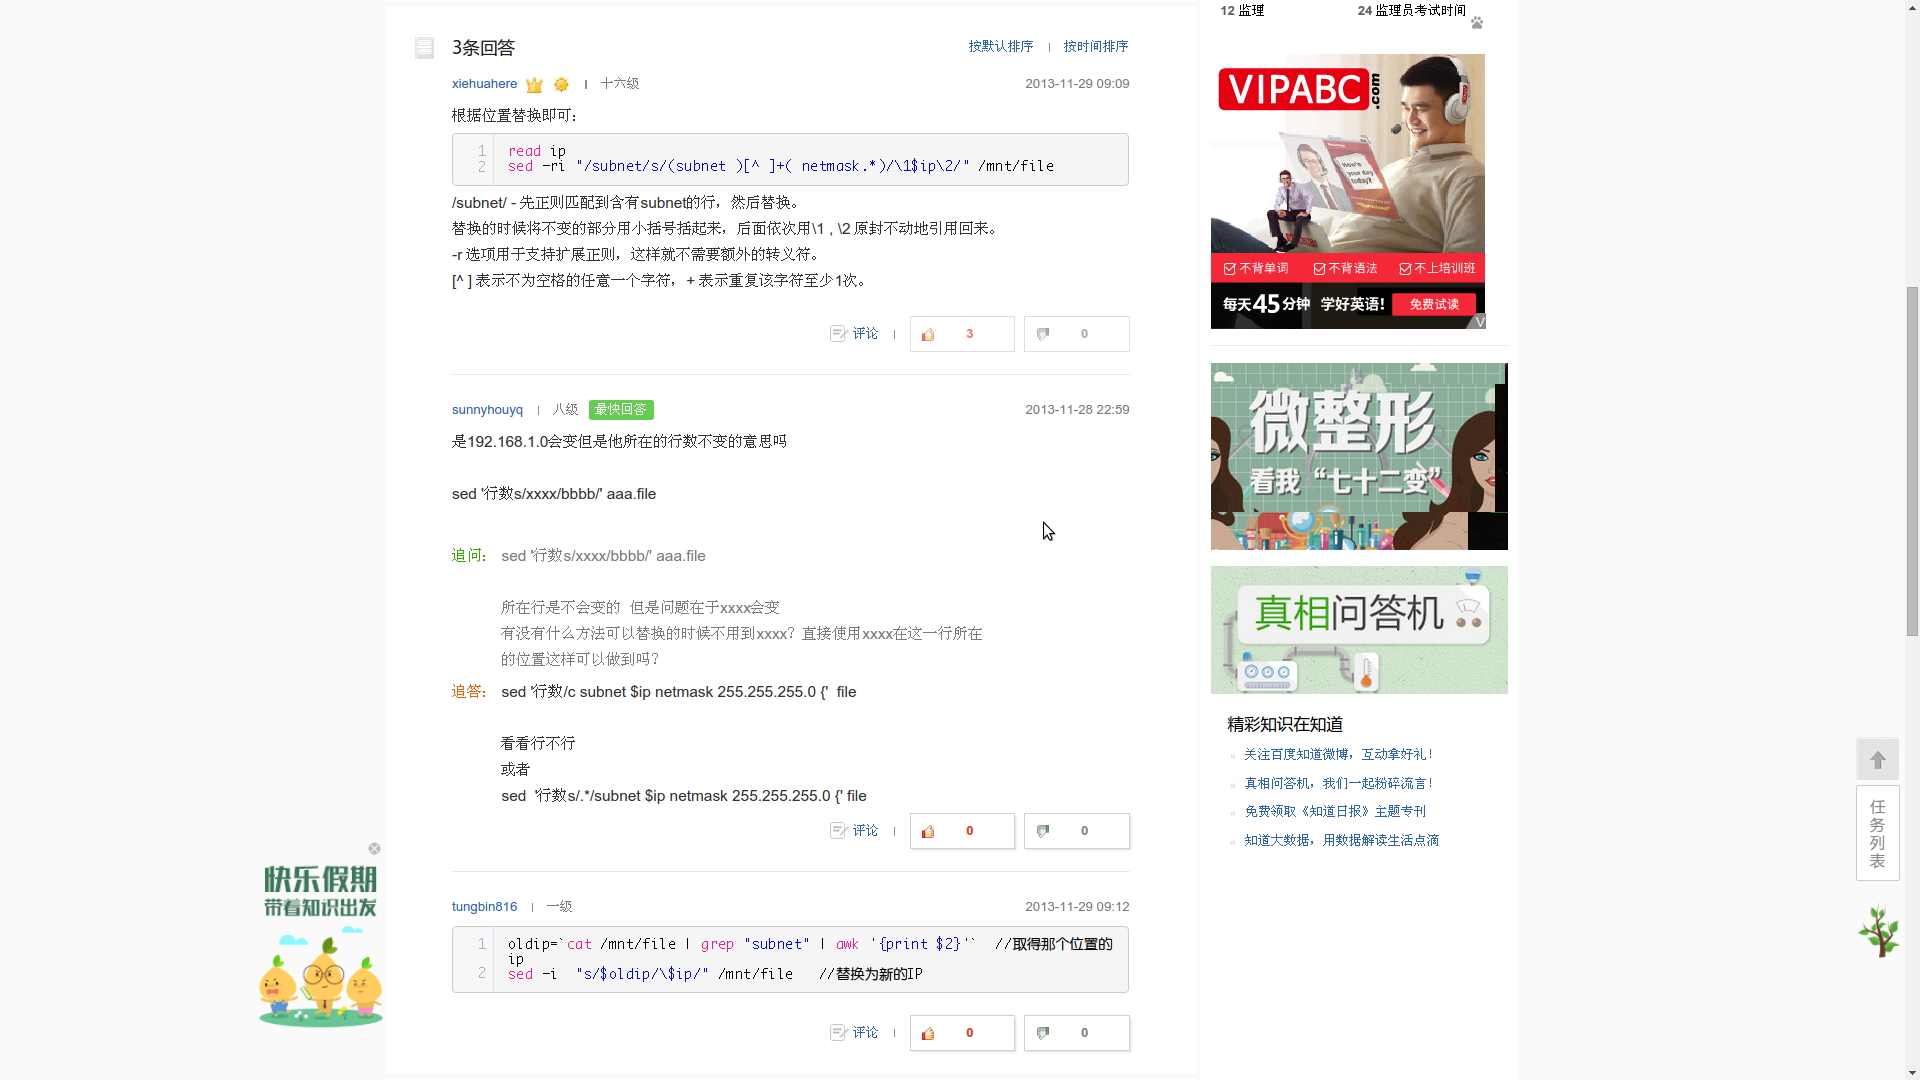 12 监理
24 监理员考试时间
3条回答
按默认排序
按时间排序
xiehuahere
十六级
2013-11-29 09:09
根据位置替换即可：
1 read ip
2 sed -ri "/subnet/s/(subnet )[^ ]+( netmask.*)/\1$ip\2/" /mnt/file
/subnet/ - 先正则匹配到含有subnet的行，然后替换。
替换的时候将不变的部分用小括号括起来，后面依次用\1 , \2 原封不动地引用回来。
-r 选项用于支持扩展正则，这样就不需要额外的转义符。
[^ ] 表示不为空格的任意一个字符，+ 表示重复该字符至少1次。
评论
3
0
sunnyhouyq
八级
最快回答
2013-11-28 22:59
是192.168.1.0会变但是他所在的行数不变的意思吗
sed '行数s/xxxx/bbbb/' aaa.file
追问： sed '行数s/xxxx/bbbb/' aaa.file
所在行是不会变的  但是问题在于xxxx会变
有没有什么方法可以替换的时候不用到xxxx？直接使用xxxx在这一行所在
的位置这样可以做到吗？
追答： sed '行数/c subnet $ip netmask 255.255.255.0 {'  file
看看行不行
或者
sed  '行数s/.*/subnet $ip netmask 255.255.255.0 {' file
评论
0
0
tungbin816
一级
2013-11-29 09:12
1 oldip=`cat /mnt/file | grep "subnet" | awk '{print $2}'`  //取得那个位置的
ip
2 sed -i  "s/$oldip/\$ip/" /mnt/file   //替换为新的IP
评论
0
0
VIPABC.com
How're your day today?
不背单词
不背语法
不上培训班
每天45分钟 学好英语！
免费试读
V
微整形
看我“七十二变”
真相问答机
精彩知识在知道
关注百度知道微博，互动拿好礼！
真相问答机，我们一起粉碎流言！
免费领取《知道日报》主题专刊
知道大数据，用数据解读生活点滴
快乐假期
带着知识出发
任务列表